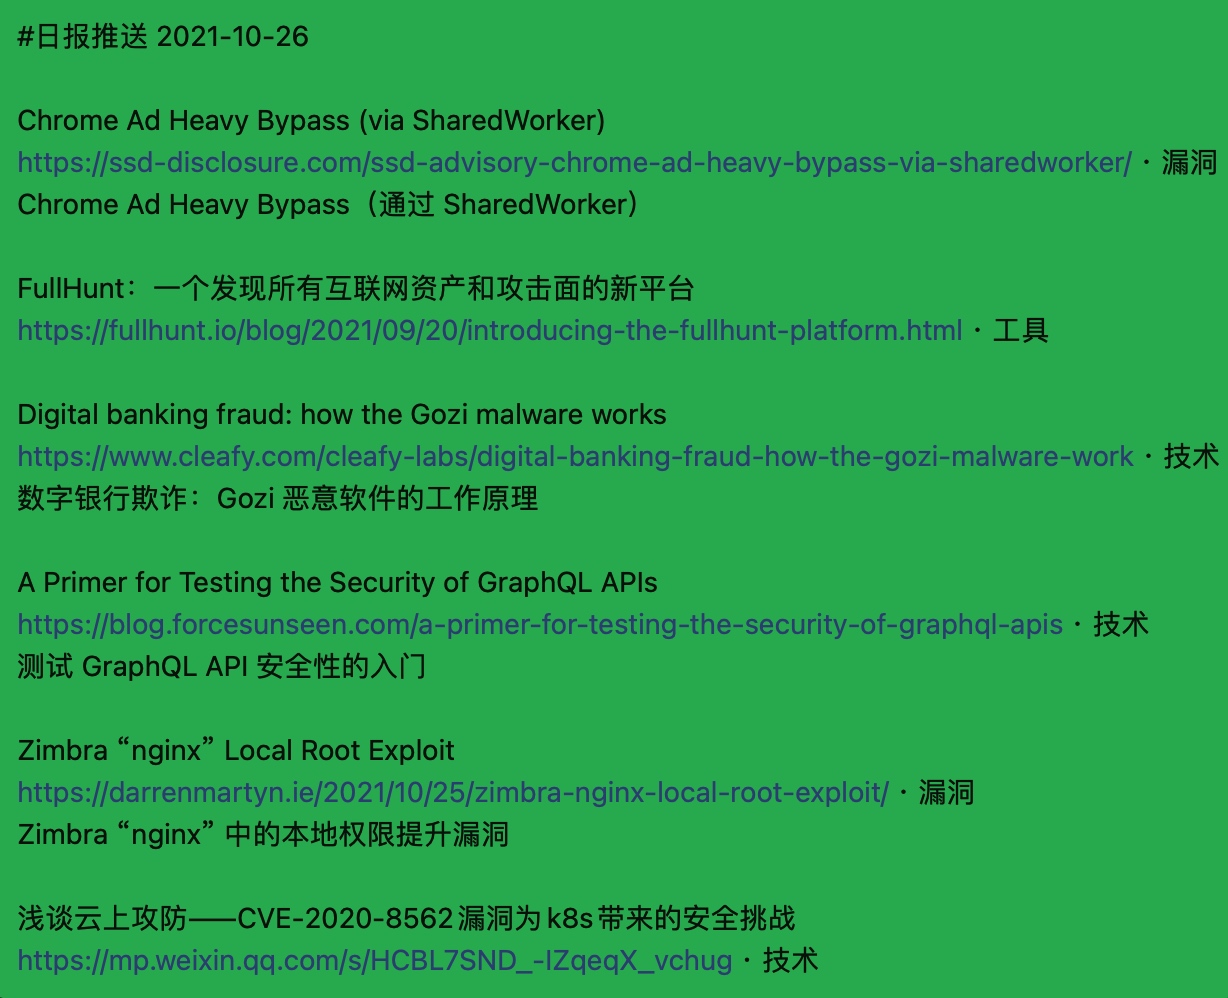 #日报推送 2021-10-26
Chrome Ad Heavy Bypass (via SharedWorker)
https://ssd-disclosure.com/ssd-advisory-chrome-ad-heavy-bypass-via-sharedworker/ · 漏洞
Chrome Ad Heavy Bypass（通过 SharedWorker）
FullHunt：一个发现所有互联网资产和攻击面的新平台
https://fullhunt.io/blog/2021/09/20/introducing-the-fullhunt-platform.html · 工具
Digital banking fraud: how the Gozi malware works
https://www.cleafy.com/cleafy-labs/digital-banking-fraud-how-the-gozi-malware-work · 技术
数字银行欺诈：Gozi 恶意软件的工作原理
A Primer for Testing the Security of GraphQL APIs
https://blog.forcesunseen.com/a-primer-for-testing-the-security-of-graphql-apis · 技术
测试 GraphQL API 安全性的入门
Zimbra “nginx” Local Root Exploit
https://darrenmartyn.ie/2021/10/25/zimbra-nginx-local-root-exploit/ · 漏洞
Zimbra “nginx” 中的本地权限提升漏洞
浅谈云上攻防——CVE-2020-8562漏洞为k8s带来的安全挑战
https://mp.weixin.qq.com/s/HCBL7SND_-IZqeqX_vchug · 技术